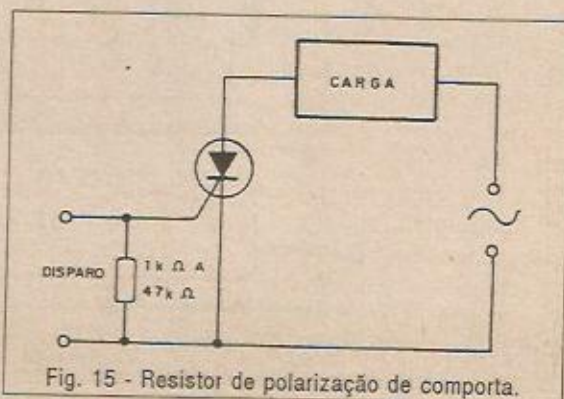 CARGA
DISPARO
1k Ω A
47k Ω
Fig. 15 - Resistor de polarização de comporta.